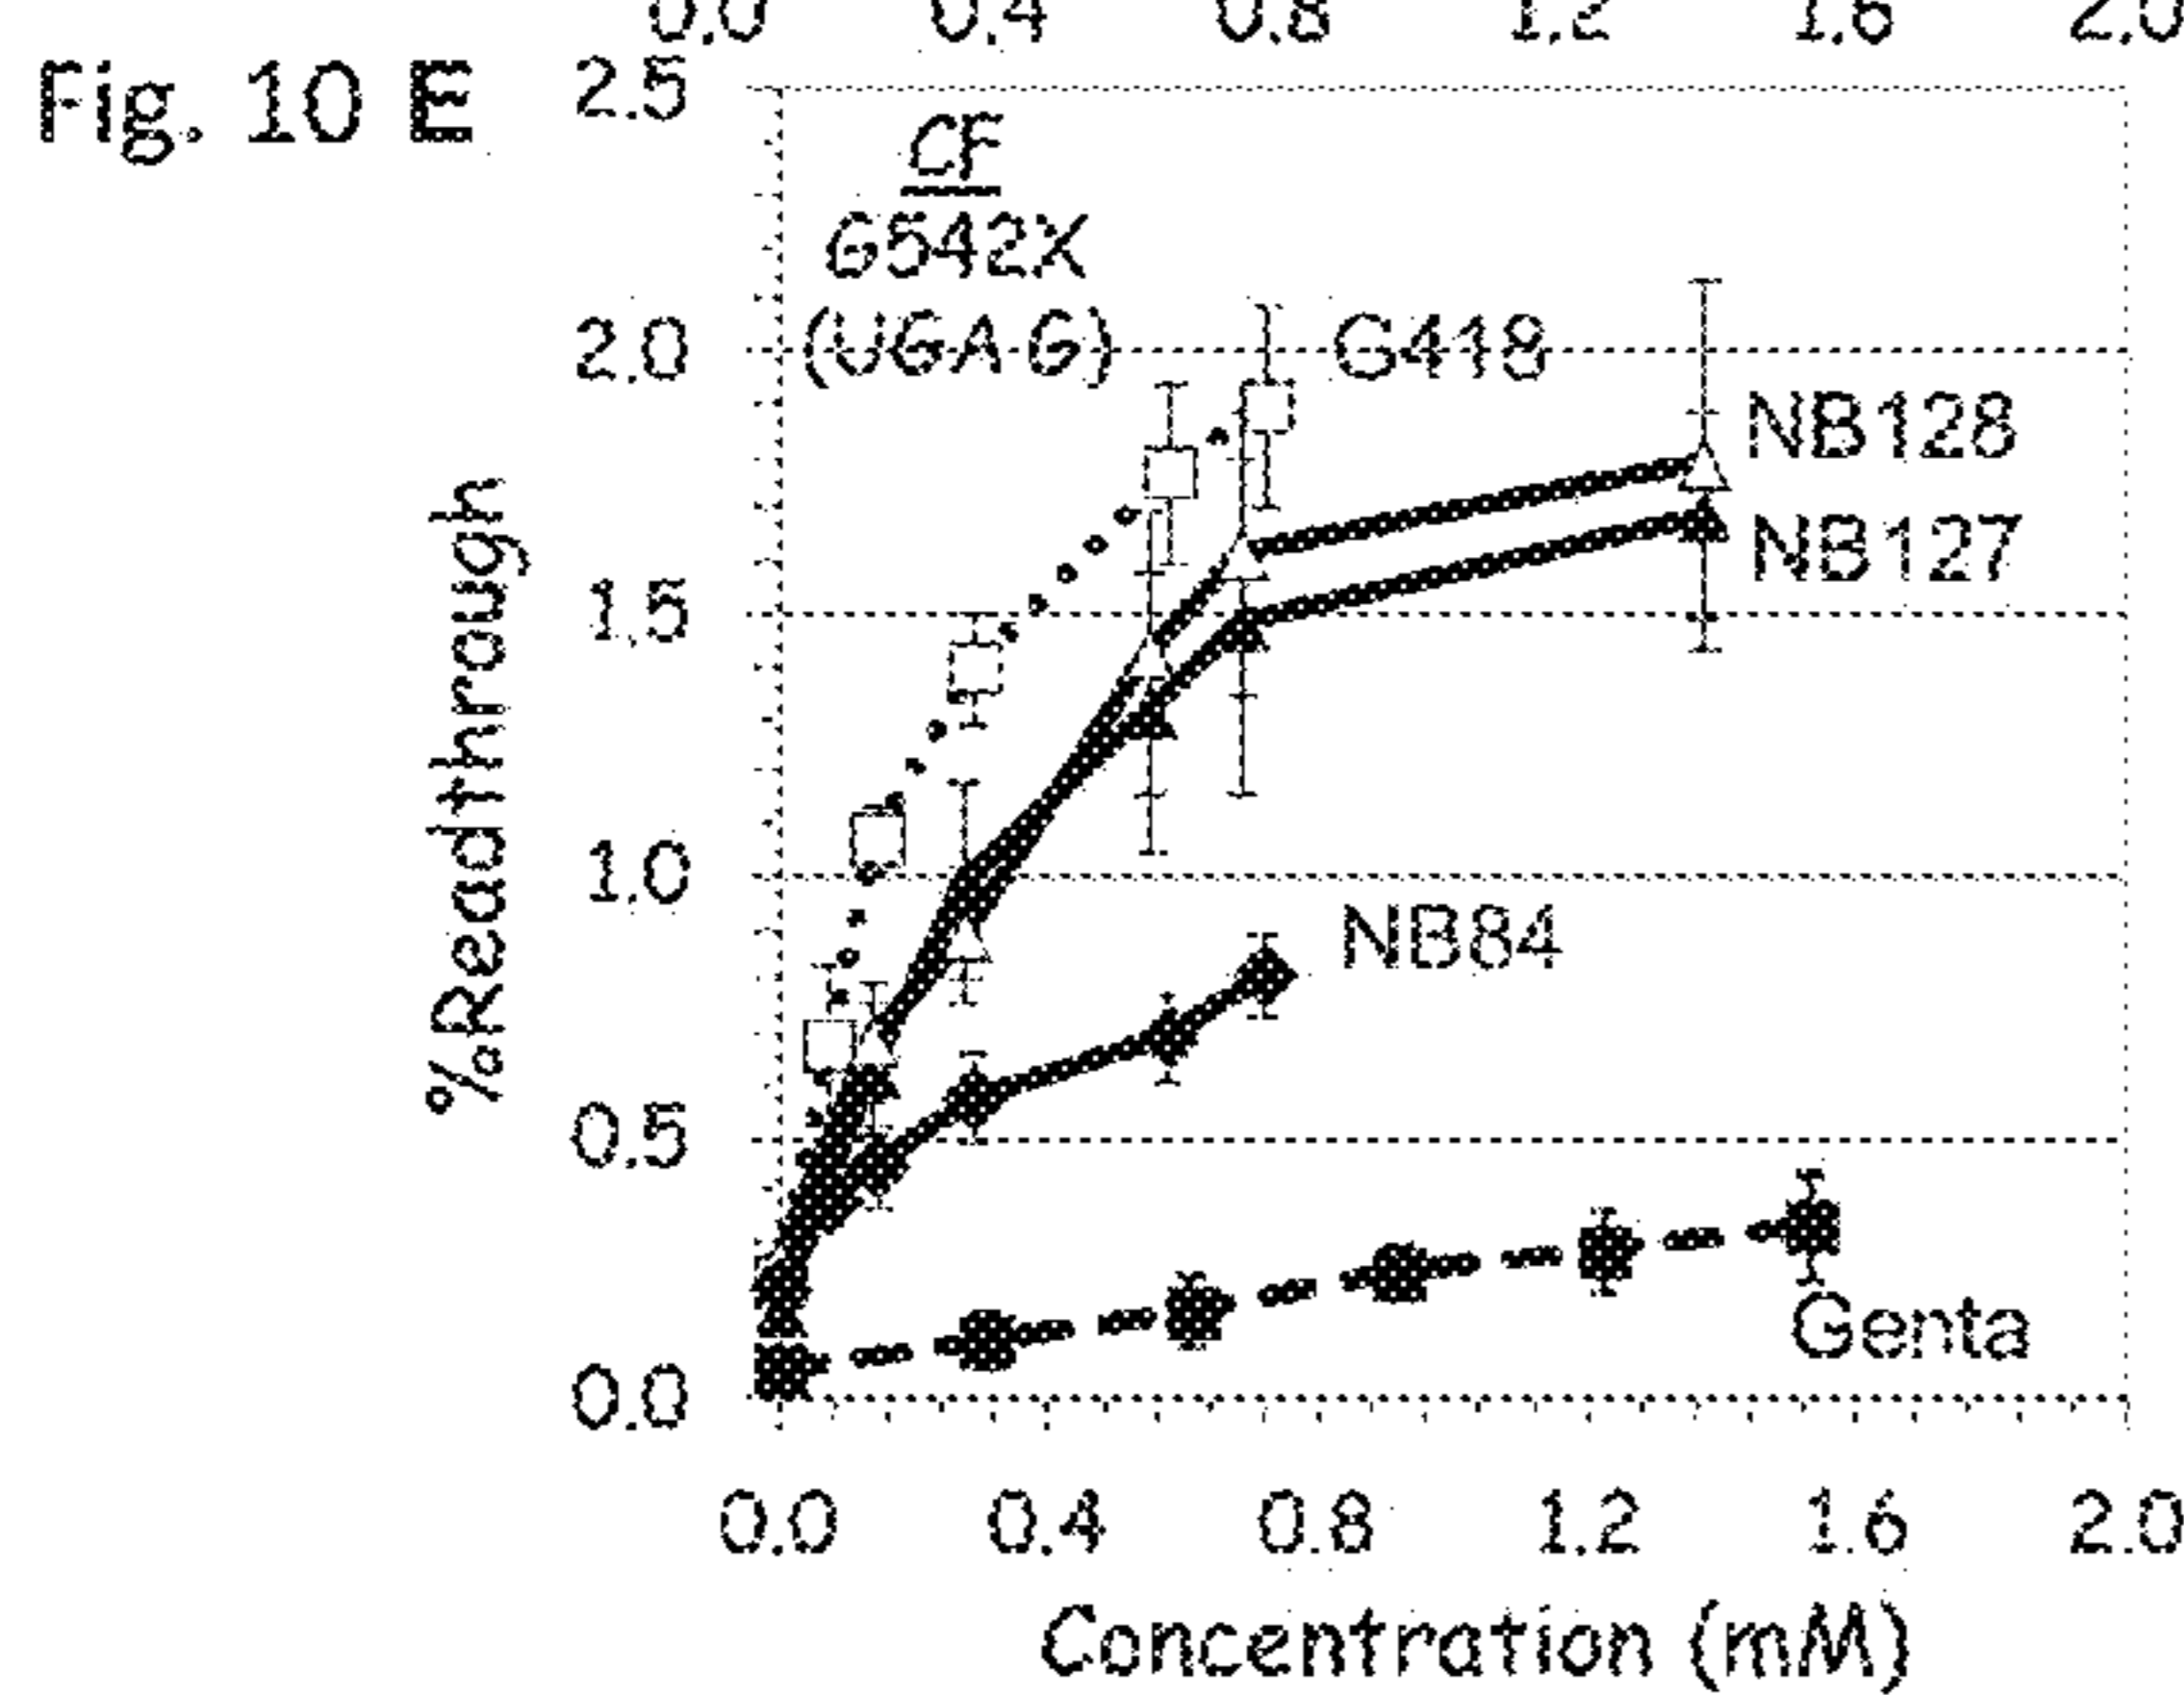 0.0 0.4 0.8 1.2 1.6 2.0
Fig. 10 E
2.5
CF
G542X
(UGA G)
2.0
G418
NB128
NB127
1.5
1.0
NB84
0.5
Genta
0.0
%Readthrough
0.0 0.4 0.8 1.2 1.6 2.0
Concentration (mM)